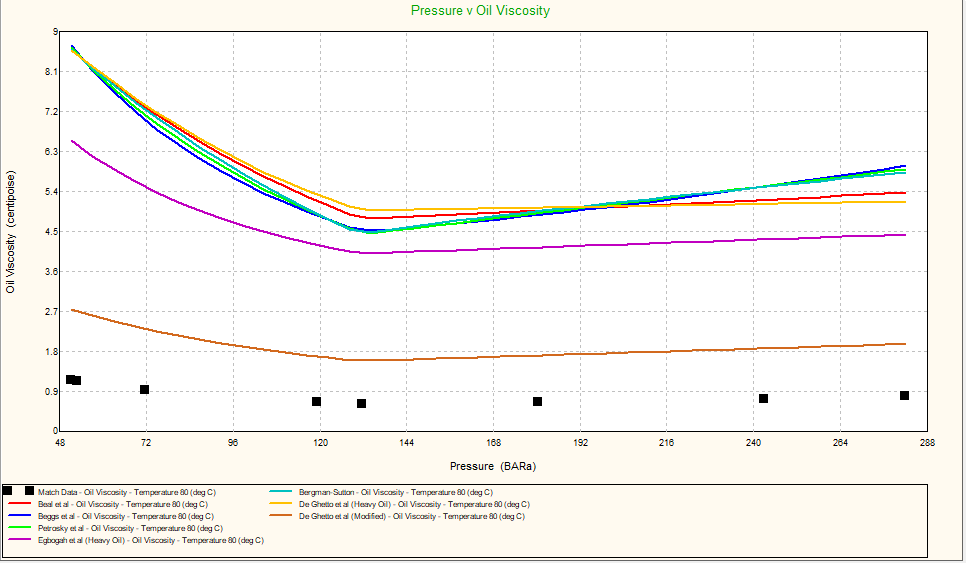 Pressure v Oil Viscosity
Oil Viscosity (centipoise)
9
8.1
7.2
6.3
5.4
4.5
3.6
2.7
1.8
0.9
0
48 72 96 120 144 168 192 216 240 264 288
Pressure (BARa)
Match Data - Oil Viscosity - Temperature 80 (deg C)
Beal et al - Oil Viscosity - Temperature 80 (deg C)
Beggs et al - Oil Viscosity - Temperature 80 (deg C)
Petrosky et al - Oil Viscosity - Temperature 80 (deg C)
Egbogah et al (Heavy Oil) - Oil Viscosity - Temperature 80 (deg C)
Bergman-Sutton - Oil Viscosity - Temperature 80 (deg C)
De Ghetto et al (Heavy Oil) - Oil Viscosity - Temperature 80 (deg C)
De Ghetto et al (Modified) - Oil Viscosity - Temperature 80 (deg C)